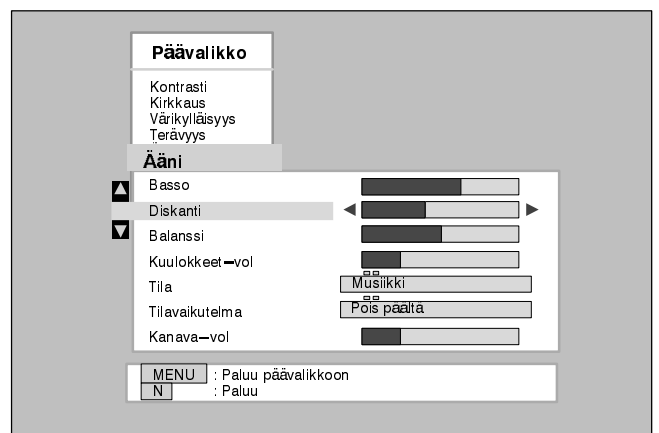 Päävalikko
Kontrasti
Kirkkaus
Värikylläisyys
Terävyys
Ääni
Basso
Diskanti
Balanssi
Kuulokkeet–vol
Tila Musiikki
Tilavaikutelma Pois päältä
Kanava–vol
MENU : Paluu päävalikkoon
N : Paluu